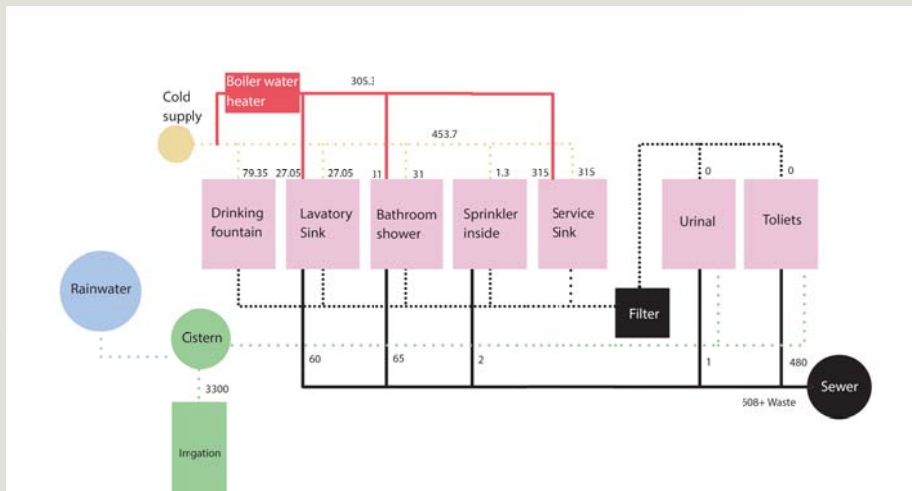 Boiler water
heater
305.3
Cold
supply
453.7
79.35
27.05
27.05
31
1.3
315
315
0
0
Drinking
fountain
Lavatory
Sink
Bathroom
shower
Sprinkler
inside
Service
Sink
Urinal
Toliets
Rainwater
Filter
Cistern
60
65
2
1
480
Sewer
3300
508+ Waste
Irrigation